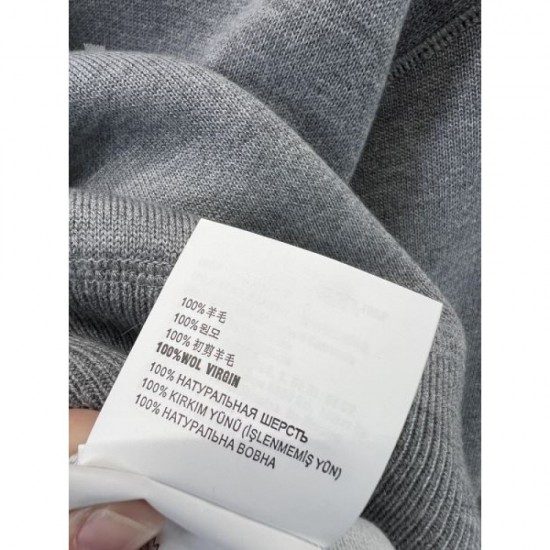 100%羊毛
100%원모
100%初剪羊毛
100%WOL VIRGIN
100% НАТУРАЛЬНАЯ ШЕРСТЬ
100% KIRKIM YÜNÜ (İŞLENMEMİŞ YÜN)
100% НАТУРАЛЬНА ВОВНА